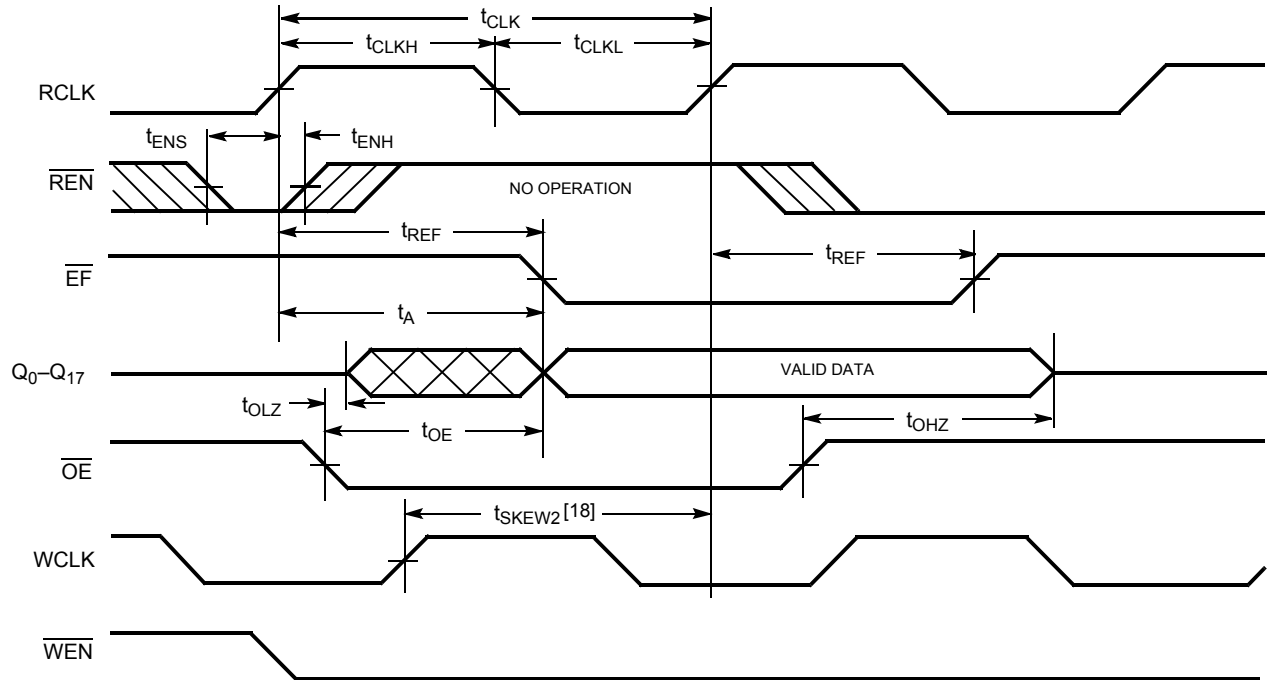 tCLK
tCLKH tCLKL
RCLK
tENS tENH
REN NO OPERATION
tREF tREF
EF
tA
Q0–Q17 VALID DATA
tOLZ tOE tOHZ
OE
tSKEW2 [18]
WCLK
WEN